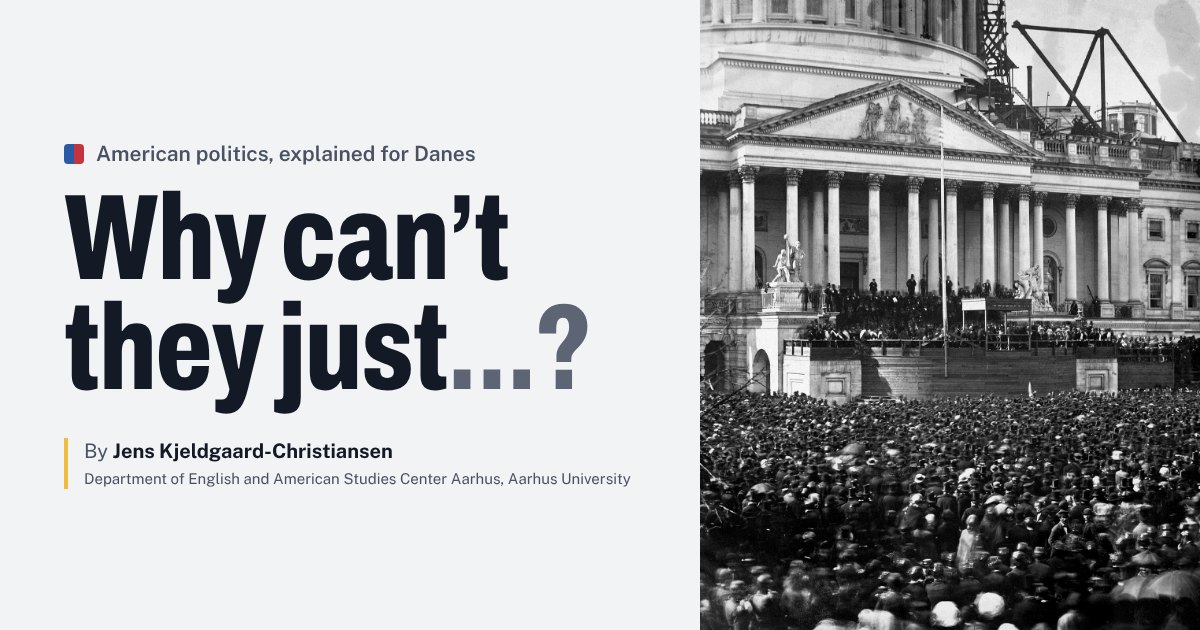 American politics, explained for Danes
Why can’t
they just...?
By Jens Kjeldgaard-Christiansen
Department of English and American Studies Center Aarhus, Aarhus University